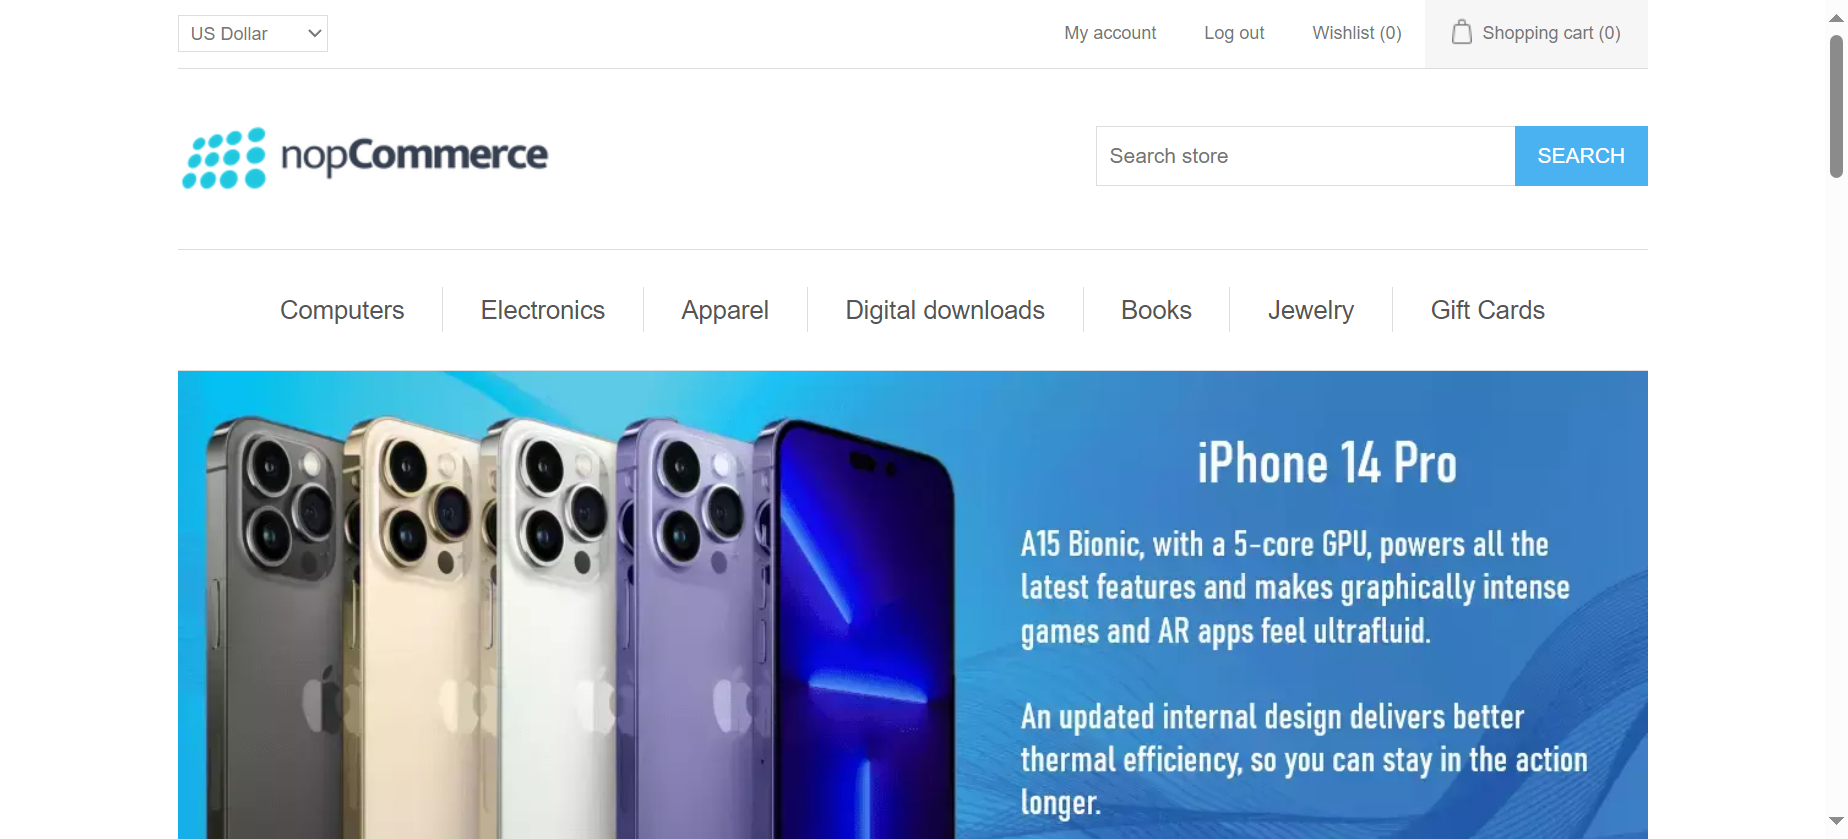 US Dollar
My account
Log out
Wishlist (0)
Shopping cart (0)
nopCommerce
Search store
SEARCH
Computers
Electronics
Apparel
Digital downloads
Books
Jewelry
Gift Cards
iPhone 14 Pro
A15 Bionic, with a 5-core GPU, powers all the
latest features and makes graphically intense
games and AR apps feel ultrafluid.
An updated internal design delivers better
thermal efficiency, so you can stay in the action
longer.